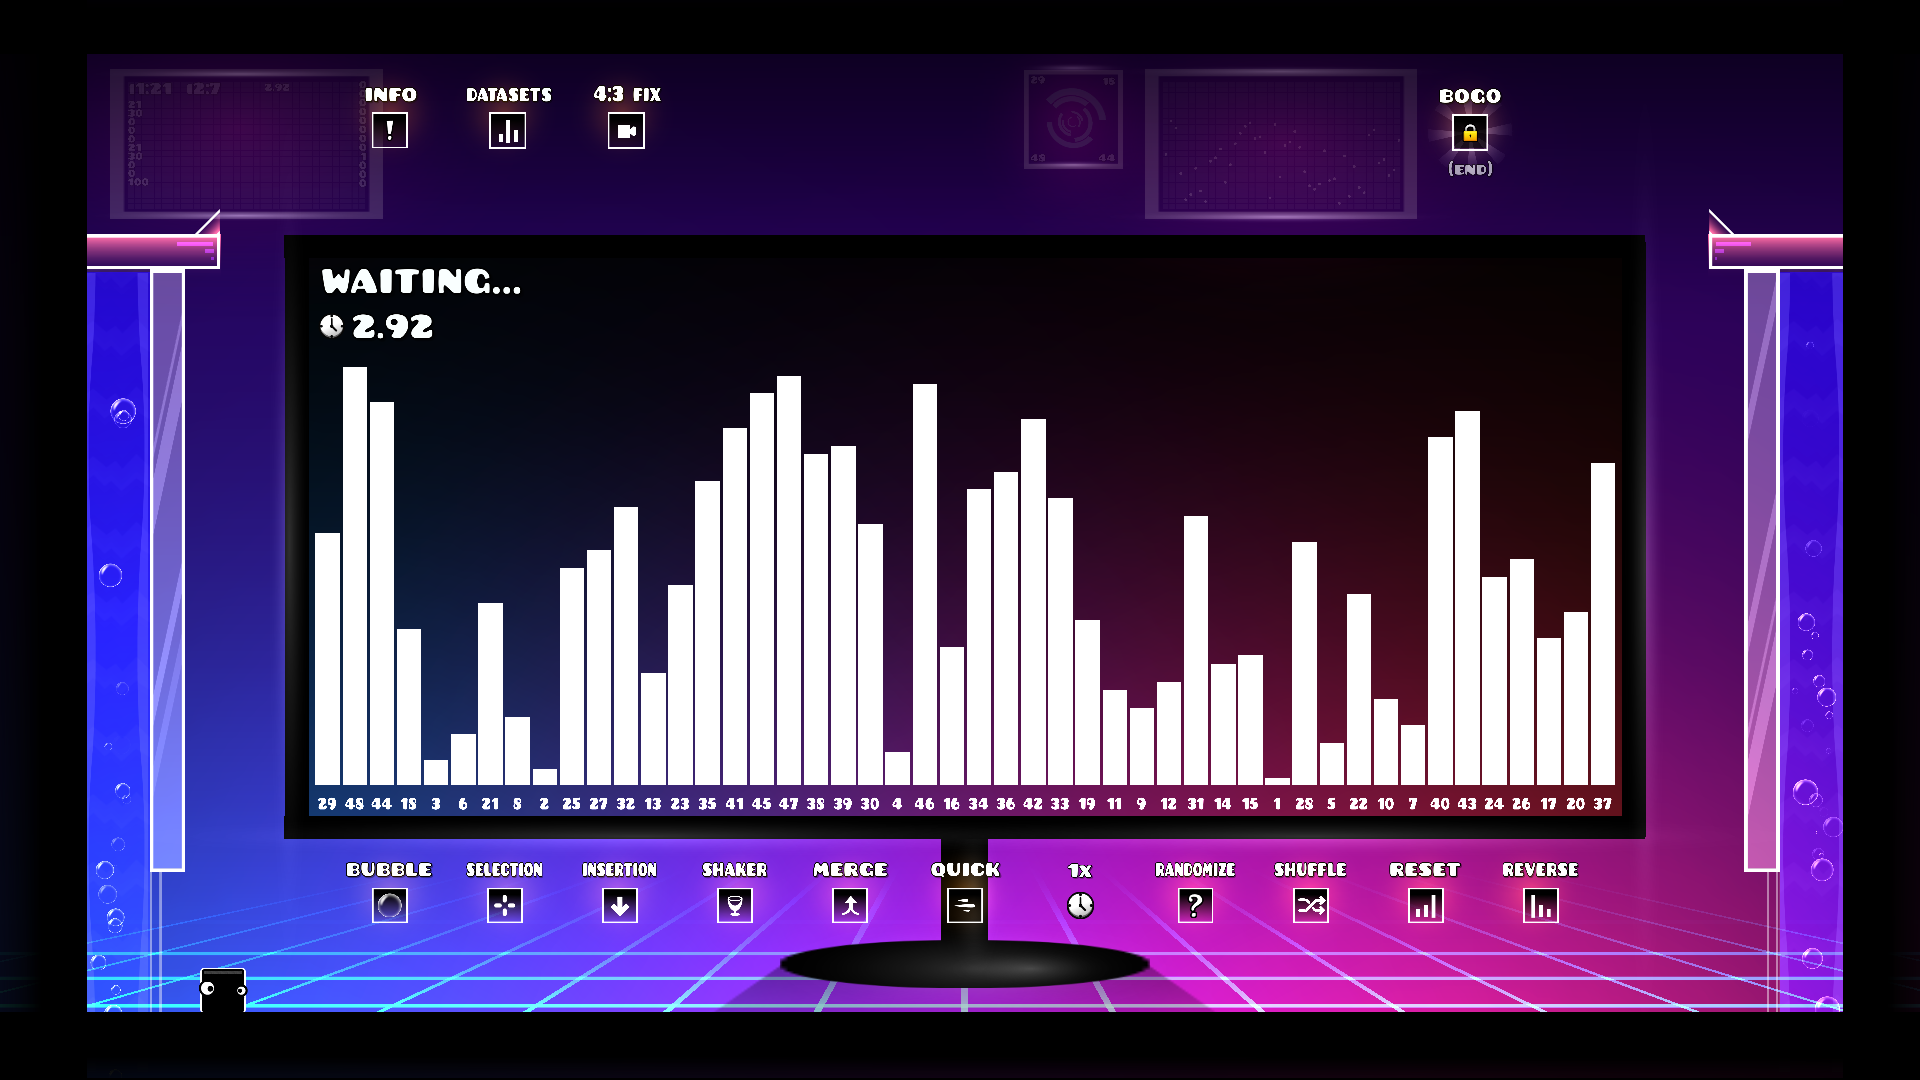 INFO DATASETS 4:3 FIX BOGO
(END)
WAITING...
2.92
29 48 44 18 3 6 21 8 2 25 27 32 13 23 35 41 45 47 38 39 30 4 46 16 34 36 42 33 19 11 9 12 31 14 15 1 28 5 22 10 7 40 43 24 26 17 20 37
BUBBLE SELECTION INSERTION SHAKER MERGE QUICK 1X RANDOMIZE SHUFFLE RESET REVERSE